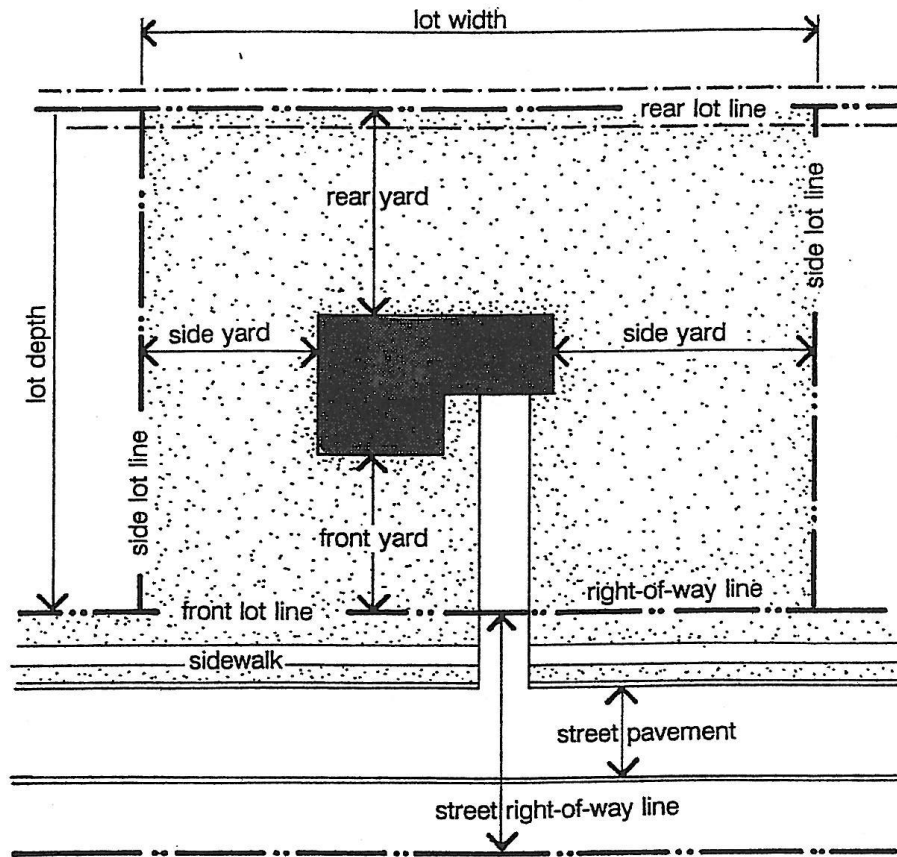 lot width
rear lot line
rear yard
side lot line
side yard
side yard
lot depth
side lot line
front yard
right-of-way line
front lot line
sidewalk
street pavement
street right-of-way line